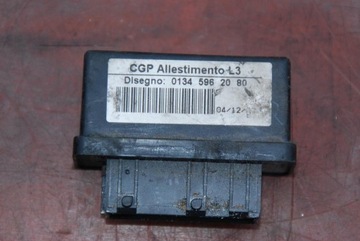 CGP Allestimento L3
Disegno: 0134 596 20 80
04/12/